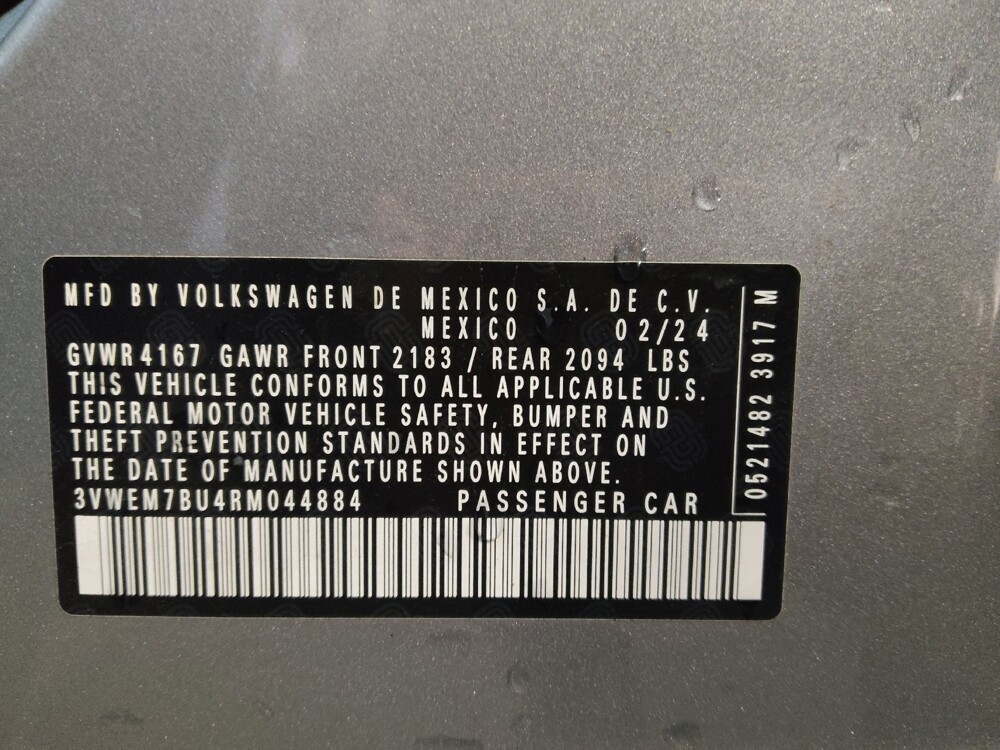 MFD BY VOLKSWAGEN DE MEXICO S.A. DE C.V.
MEXICO 02/24
GVWR 4167 GAWR FRONT 2183 / REAR 2094 LBS
THIS VEHICLE CONFORMS TO ALL APPLICABLE U.S.
FEDERAL MOTOR VEHICLE SAFETY, BUMPER AND
THEFT PREVENTION STANDARDS IN EFFECT ON
THE DATE OF MANUFACTURE SHOWN ABOVE.
3VWEM7BU4RM044884 PASSENGER CAR
0521482 3917 M